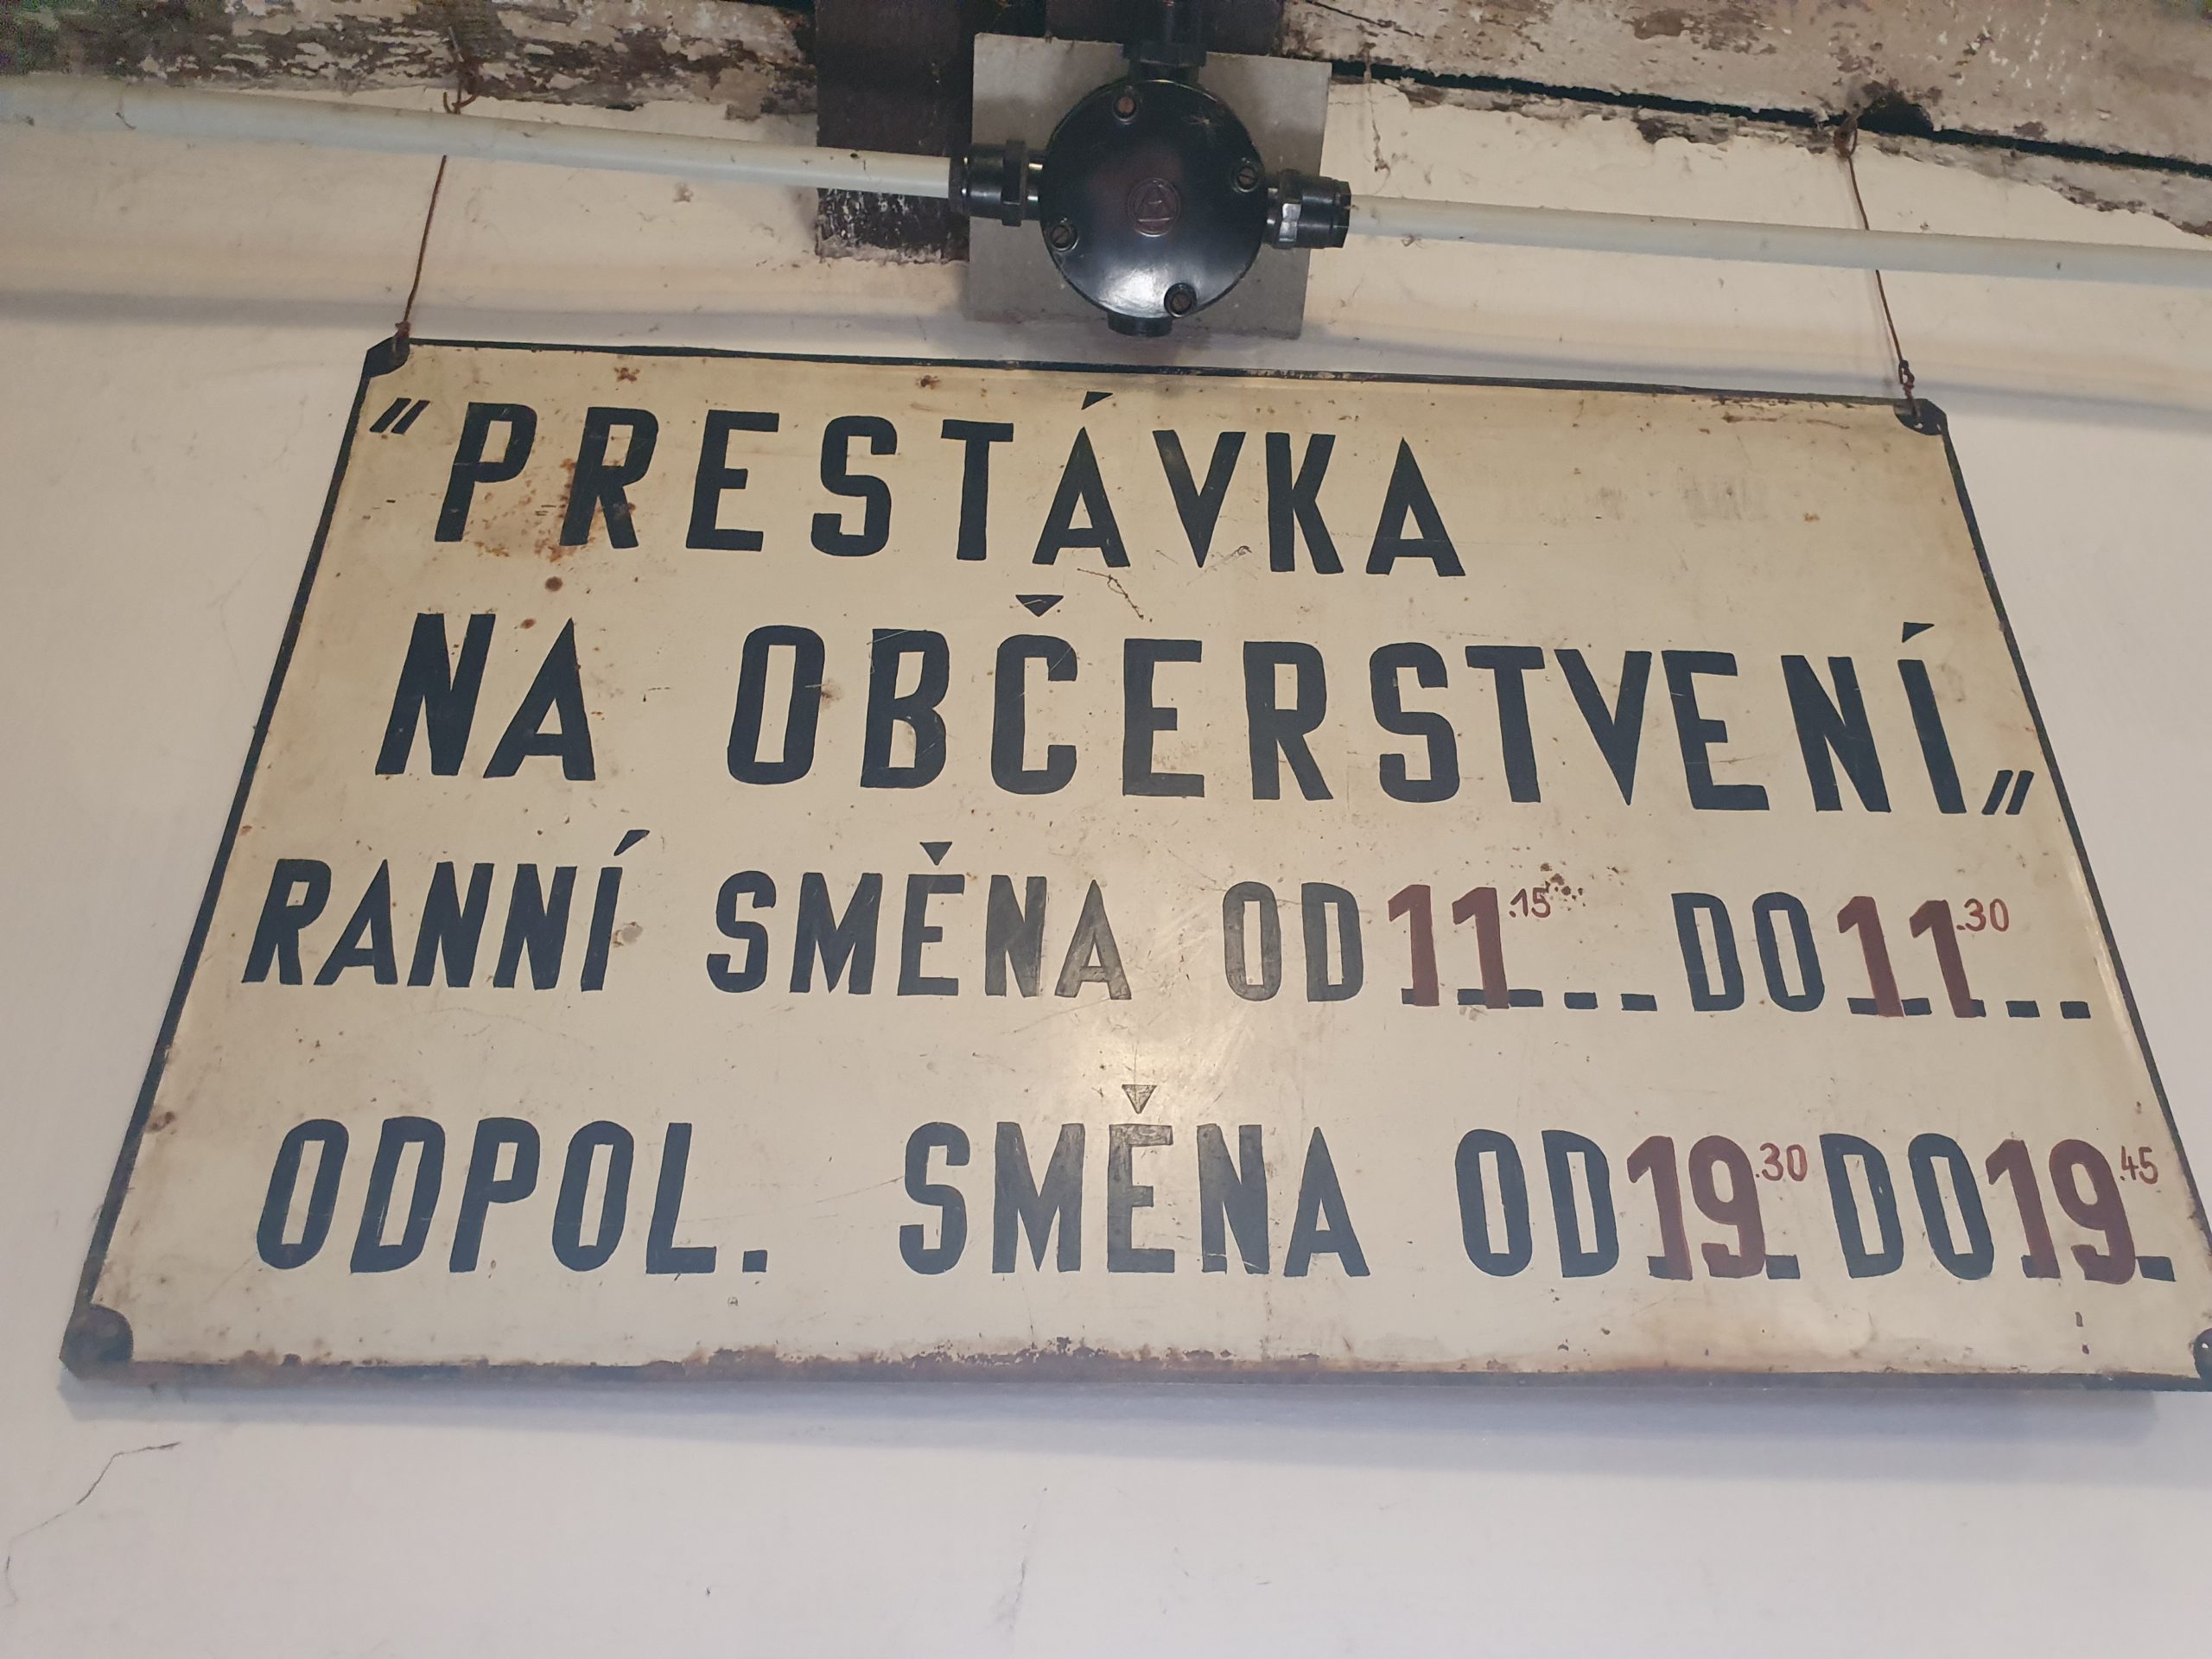 "PRESTÁVKA
NA OBČERSTVENÍ„
RANNÍ SMĚNA OD 11.15 DO 11.30
ODPOL. SMĚNA OD 19.30 DO 19.45